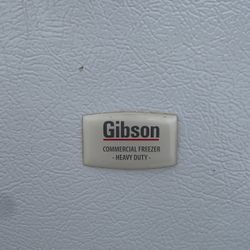 Gibson
COMMERCIAL FREEZER
- HEAVY DUTY -